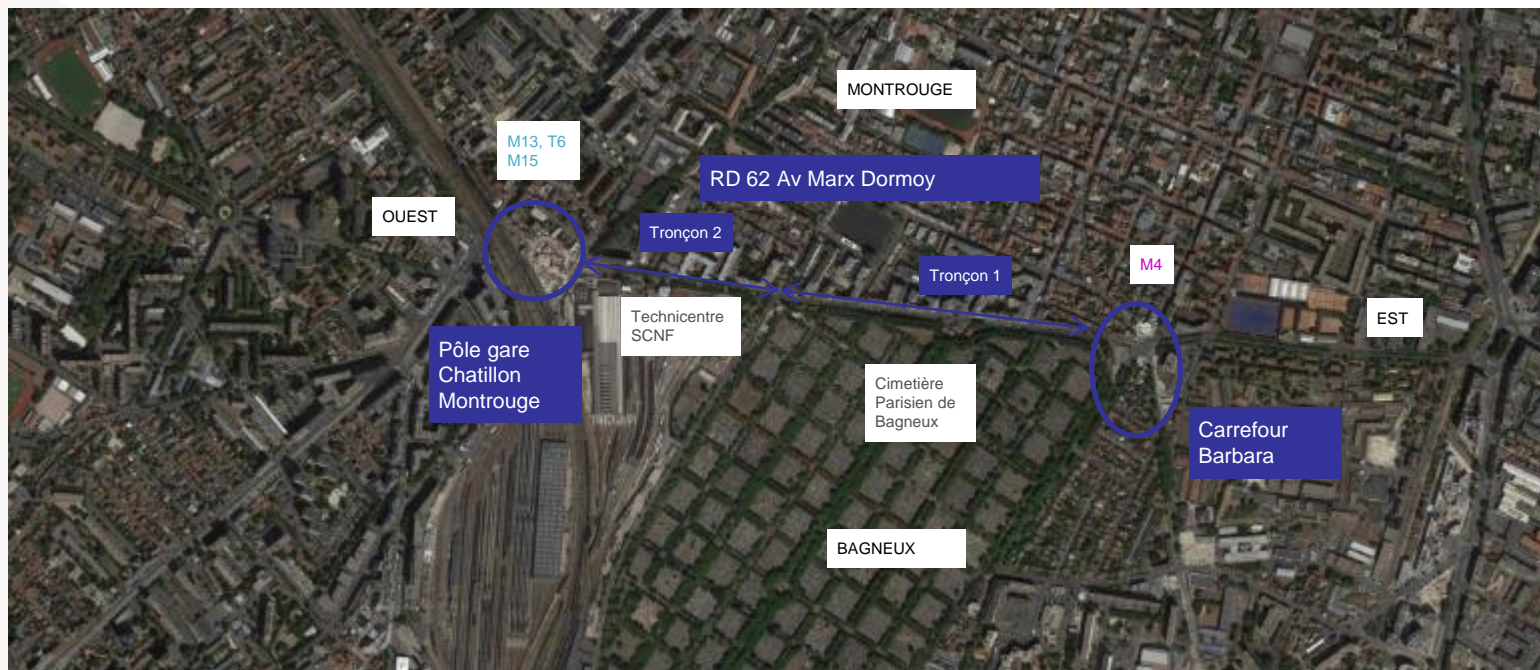 MONTROUGE
M13, T6
M15
RD 62 Av Marx Dormoy
OUEST
Tronçon 2
Tronçon 1
M4
EST
Technicentre
SCNF
Pôle gare
Chatillon
Montrouge
Cimetière
Parisien de
Bagneux
Carrefour
Barbara
BAGNEUX